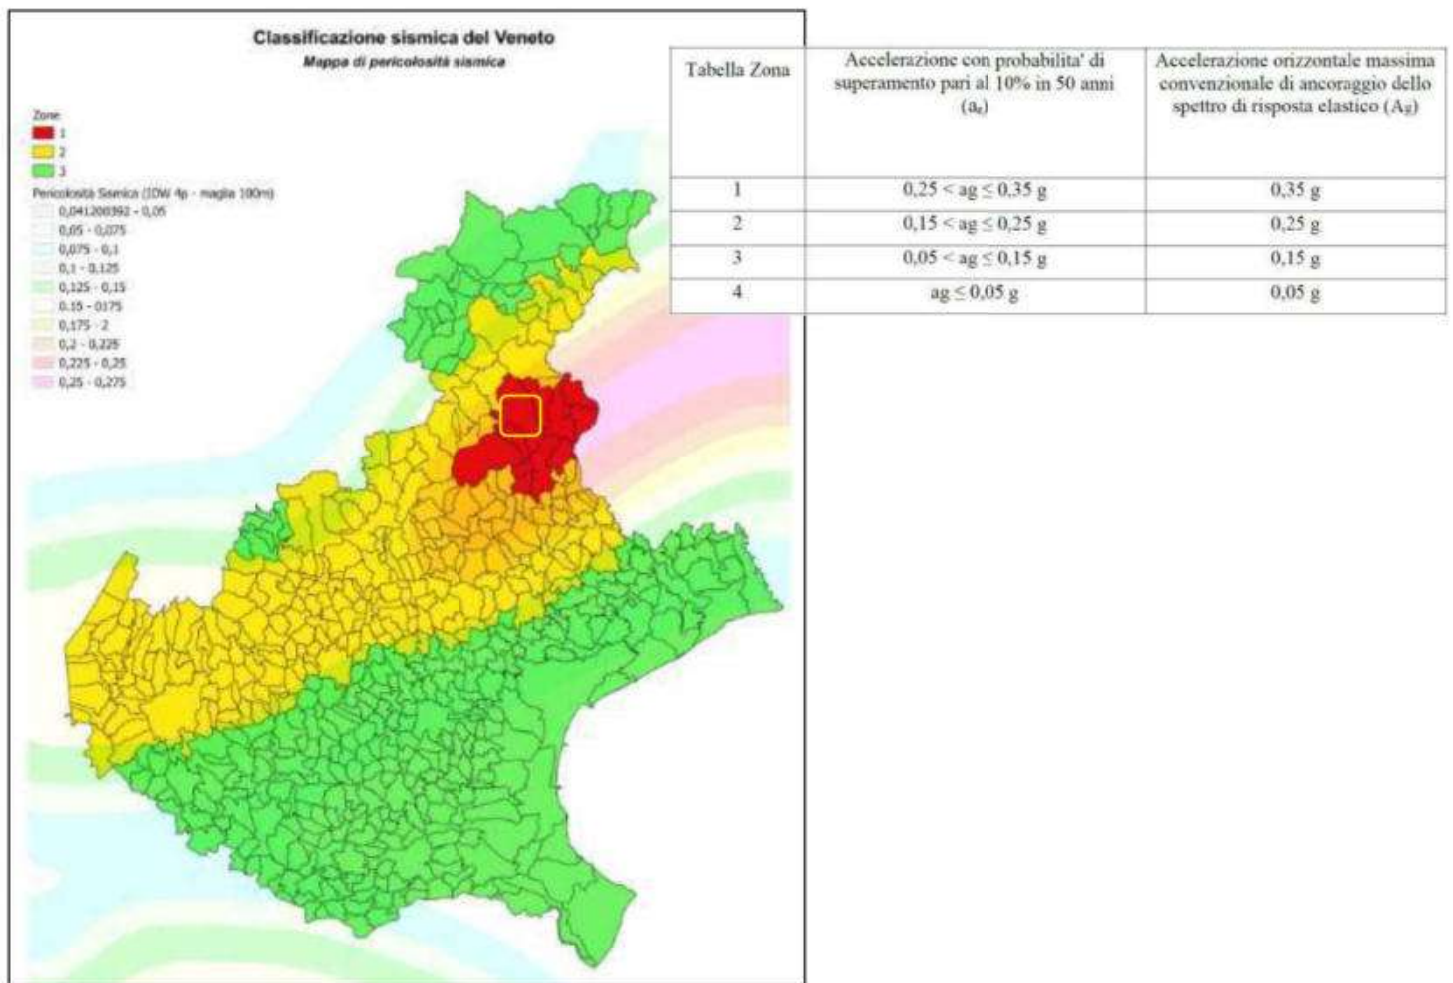 Classificazione sismica del Veneto
Mappa di pericolosità sismica
Zone
1
2
3
Pericolosità Sismica (IDW 4p - maglia 100m)
0,041200392 - 0,05
0,05 - 0,075
0,075 - 0,1
0,1 - 0,125
0,125 - 0,15
0.15 - 0175
0,175 - 2
0,2 - 0,225
0,225 - 0,25
0,25 - 0,275
Tabella Zona
Accelerazione con probabilita' di
superamento pari al 10% in 50 anni
(ag)
Accelerazione orizzontale massima
convenzionale di ancoraggio dello
spettro di risposta elastico (Ag)
1 0,25 < ag ≤ 0,35 g 0,35 g
2 0,15 < ag ≤ 0,25 g 0,25 g
3 0,05 < ag ≤ 0,15 g 0,15 g
4 ag ≤ 0,05 g 0,05 g